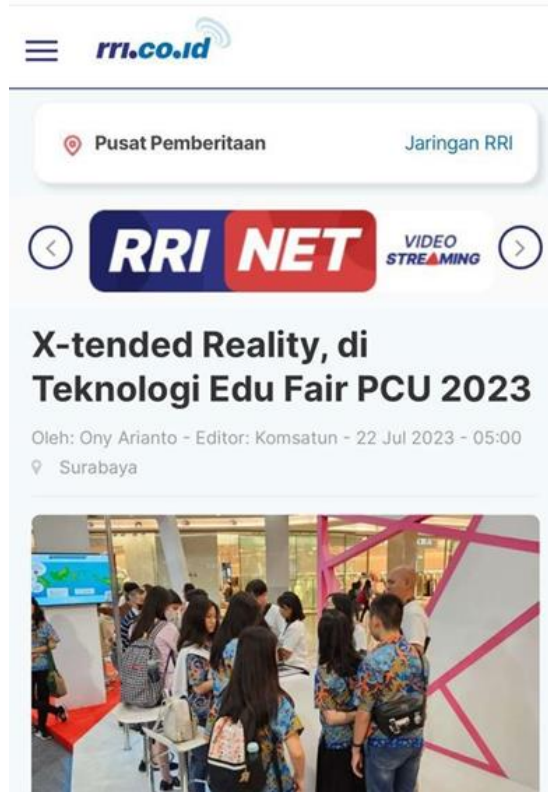 rri.co.id
Pusat Pemberitaan
Jaringan RRI
RRI NET
VIDEO
STREAMING
X-tended Reality, di
Teknologi Edu Fair PCU 2023
Oleh: Ony Arianto - Editor: Komsatun - 22 Jul 2023 - 05:00
Surabaya